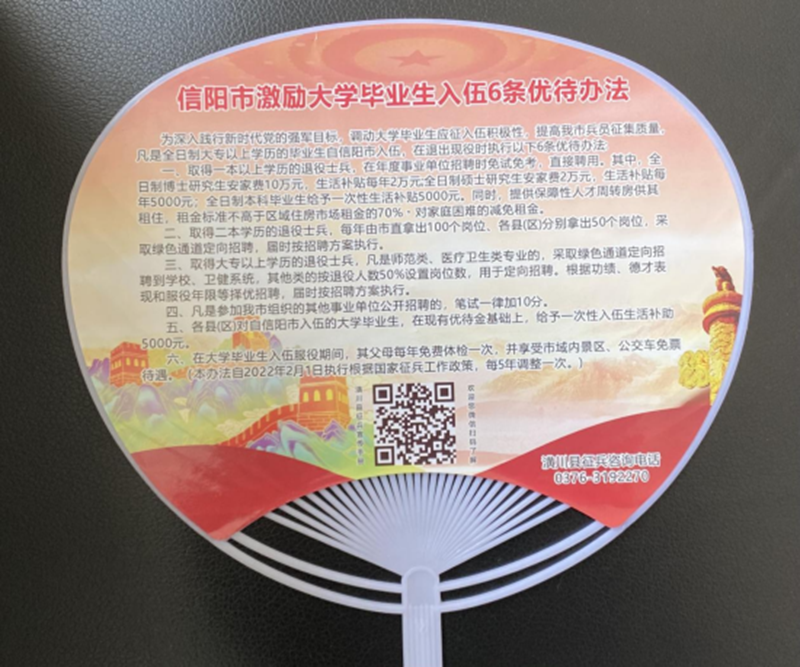 信阳市激励大学毕业生入伍6条优待办法
为深入践行新时代党的强军目标，调动大学毕业生应征入伍积极性，提高我市兵员征集质量，
凡是全日制大专以上学历的毕业生自信阳市入伍，在退出现役时执行以下6条优待办法：
一、取得一本以上学历的退役士兵，在年度事业单位招聘时免试免考，直接聘用。其中，全
日制博士研究生安家费10万元，生活补贴每年2万元;全日制硕士研究生安家费2万元，生活补贴每
年5000元；全日制本科毕业生给予一次性生活补贴5000元。同时，提供保障性人才周转房供其
租住，租金标准不高于区域住房市场租金的70%，对家庭困难的减免租金。
二、取得二本学历的退役士兵，每年由市直拿出100个岗位、各县(区)分别拿出50个岗位，采
取绿色通道定向招聘，届时按招聘方案执行。
三、取得大专以上学历的退役士兵，凡是师范类、医疗卫生类专业的，采取绿色通道定向招
聘到学校、卫健系统，其他类的按退役人数50%设置岗位数，用于定向招聘。根据功绩、德才表
现和服役年限等择优招聘，届时按招聘方案执行。
四、凡是参加我市组织的其他事业单位公开招聘的，笔试一律加10分。
五、各县(区)对自信阳市入伍的大学毕业生，在现有优待金基础上，给予一次性入伍生活补助
5000元。
六、在大学毕业生入伍服役期间，其父母每年免费体检一次，并享受市域内景区、公交车免票
待遇。（本办法自2022年2月1日执行根据国家征兵工作政策，每5年调整一次。）
欢迎您微信扫码了解
潢川县征兵咨询电话
0376-3192270